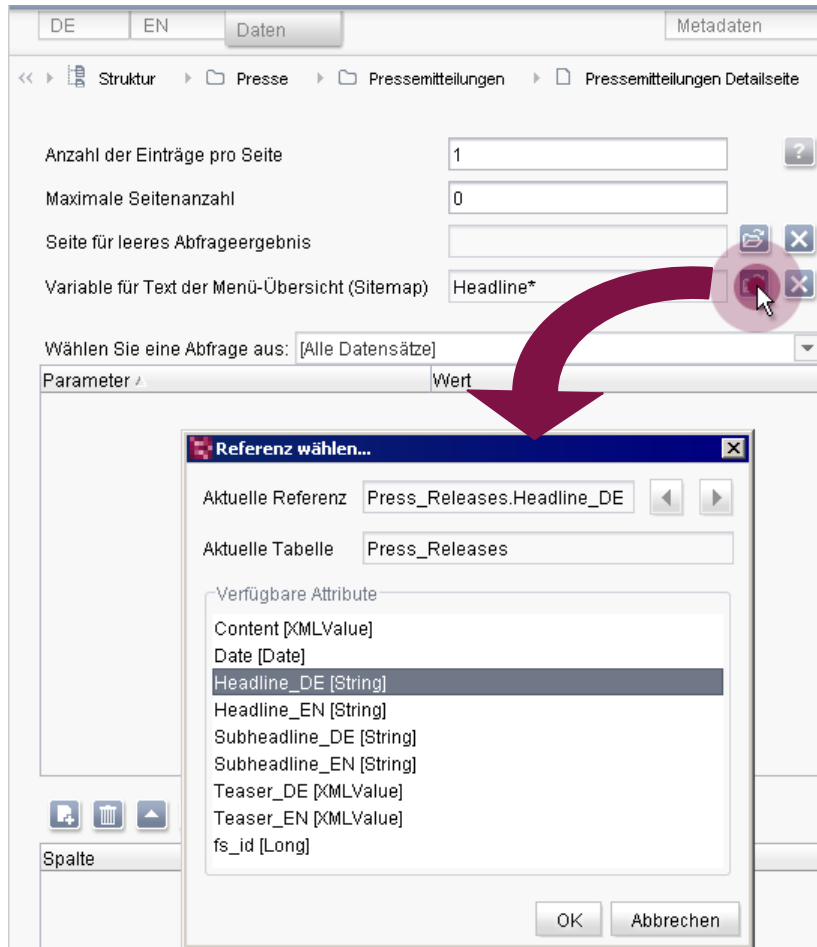 DE EN Daten Metadaten
Struktur Presse Pressemitteilungen Pressemitteilungen Detailseite
Anzahl der Einträge pro Seite 1 ?
Maximale Seitenanzahl 0
Seite für leeres Abfrageergebnis
Variable für Text der Menü-Übersicht (Sitemap) Headline*
Wählen Sie eine Abfrage aus: [Alle Datensätze]
Parameter Wert
Referenz wählen...
Aktuelle Referenz Press_Releases.Headline_DE
Aktuelle Tabelle Press_Releases
Verfügbare Attribute
Content [XMLValue]
Date [Date]
Headline_DE [String]
Headline_EN [String]
Subheadline_DE [String]
Subheadline_EN [String]
Teaser_DE [XMLValue]
Teaser_EN [XMLValue]
fs_id [Long]
Spalte
OK Abbrechen